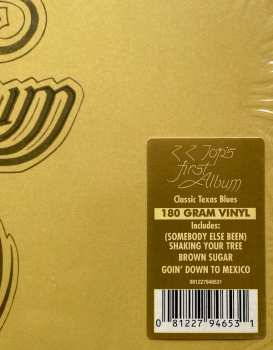 ZZ Top's
first
Album
Classic Texas Blues
180 GRAM VINYL
Includes:
(SOMEBODY ELSE BEEN)
SHAKING YOUR TREE
BROWN SUGAR
GOIN' DOWN TO MEXICO
081227946531
0 81227 94653 1